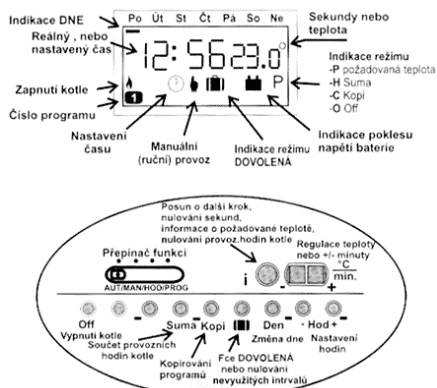 Indikace DNE
Po Út St Čt Pá So Ne
Sekundy nebo
teplota
Reálný , nebo
nastavený čas
12:56 23.0°
Indikace režimu
-P požadovaná teplota
-H Suma
-C Kopi
-O Off
P
Zapnutí kotle
1
Číslo programu
Nastavení
času
Manuální
(ruční) provoz
Indikace režimu
DOVOLENÁ
Indikace poklesu
napětí baterie
Posun o další krok,
nulování sekund,
informace o požadované teplotě,
nulování provoz.hodin kotle
Přepínač funkcí
Regulace teploty
nebo +/- minuty
i
°C
min.
- +
AUT/MAN/HOD/PROG
Off
Suma
Kopi
Den
- Hod +
Vypnutí kotle
Změna dne
Nastavení
hodin
Součet provozních
hodin kotle
Kopírování
programů
Fce DOVOLENÁ
nebo nulování
nevyužitých intrválů